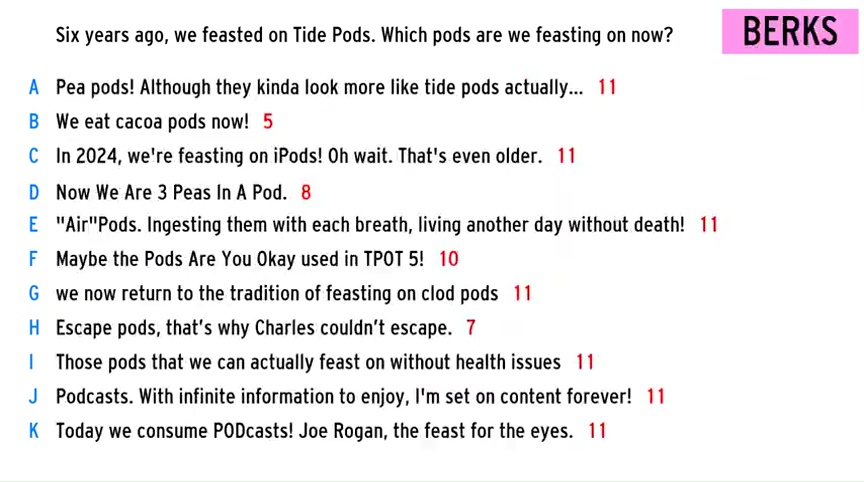 Six years ago, we feasted on Tide Pods. Which pods are we feasting on now?
BERKS
A Pea pods! Although they kinda look more like tide pods actually... 11
B We eat cacoa pods now! 5
C In 2024, we're feasting on iPods! Oh wait. That's even older. 11
D Now We Are 3 Peas In A Pod. 8
E "Air"Pods. Ingesting them with each breath, living another day without death! 11
F Maybe the Pods Are You Okay used in TPOT 5! 10
G we now return to the tradition of feasting on clod pods 11
H Escape pods, that’s why Charles couldn’t escape. 7
I Those pods that we can actually feast on without health issues 11
J Podcasts. With infinite information to enjoy, I'm set on content forever! 11
K Today we consume PODcasts! Joe Rogan, the feast for the eyes. 11